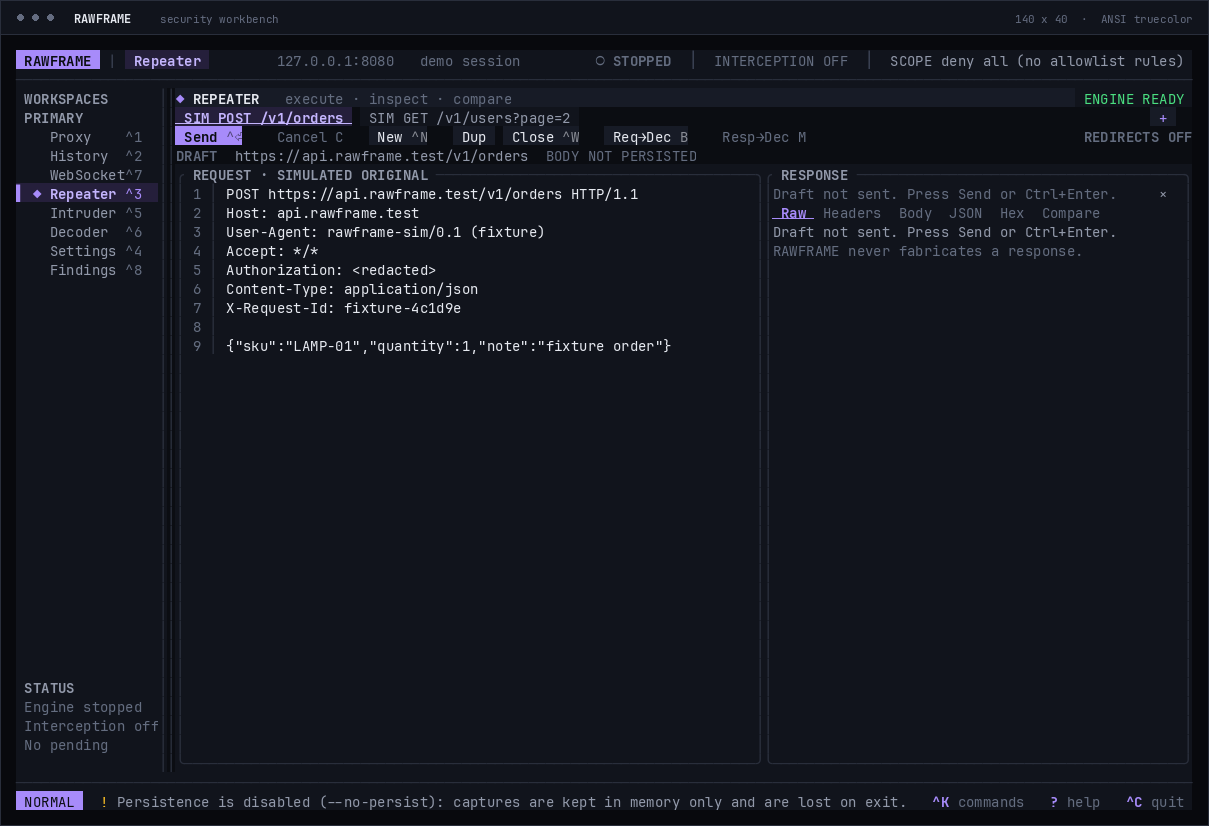 RAWFRAME security workbench 140 x 40 · ANSI truecolor
RAWFRAME | Repeater 127.0.0.1:8080 demo session ○ STOPPED │ INTERCEPTION OFF │ SCOPE deny all (no allowlist rules)
WORKSPACES
PRIMARY
Proxy ^1
History ^2
WebSocket^7
◆ Repeater ^3
Intruder ^5
Decoder ^6
Settings ^4
Findings ^8
STATUS
Engine stopped
Interception off
No pending
◆ REPEATER execute · inspect · compare ENGINE READY
SIM POST /v1/orders SIM GET /v1/users?page=2 +
Send ^⏎ Cancel C New ^N Dup Close ^W Req→Dec B Resp→Dec M REDIRECTS OFF
DRAFT https://api.rawframe.test/v1/orders BODY NOT PERSISTED
REQUEST · SIMULATED ORIGINAL
1 POST https://api.rawframe.test/v1/orders HTTP/1.1
2 Host: api.rawframe.test
3 User-Agent: rawframe-sim/0.1 (fixture)
4 Accept: */*
5 Authorization: <redacted>
6 Content-Type: application/json
7 X-Request-Id: fixture-4c1d9e
8
9 {"sku":"LAMP-01","quantity":1,"note":"fixture order"}
RESPONSE
Draft not sent. Press Send or Ctrl+Enter. ×
Raw Headers Body JSON Hex Compare
Draft not sent. Press Send or Ctrl+Enter.
RAWFRAME never fabricates a response.
NORMAL ! Persistence is disabled (--no-persist): captures are kept in memory only and are lost on exit. ^K commands ? help ^C quit